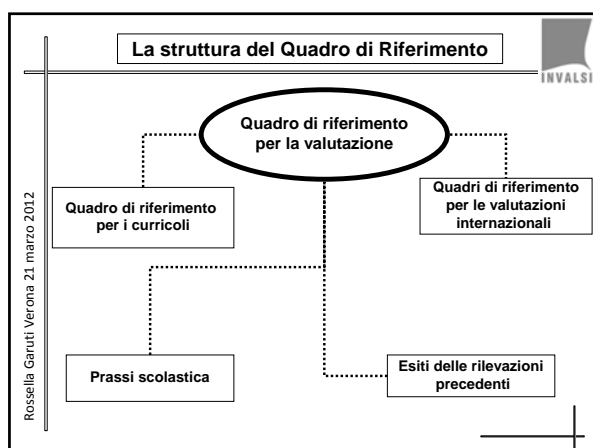 La struttura del Quadro di Riferimento
INVALSI
Quadro di riferimento
per la valutazione
Quadro di riferimento
per i curricoli
Quadri di riferimento
per le valutazioni
internazionali
Prassi scolastica
Esiti delle rilevazioni
precedenti
Rossella Garuti Verona 21 marzo 2012